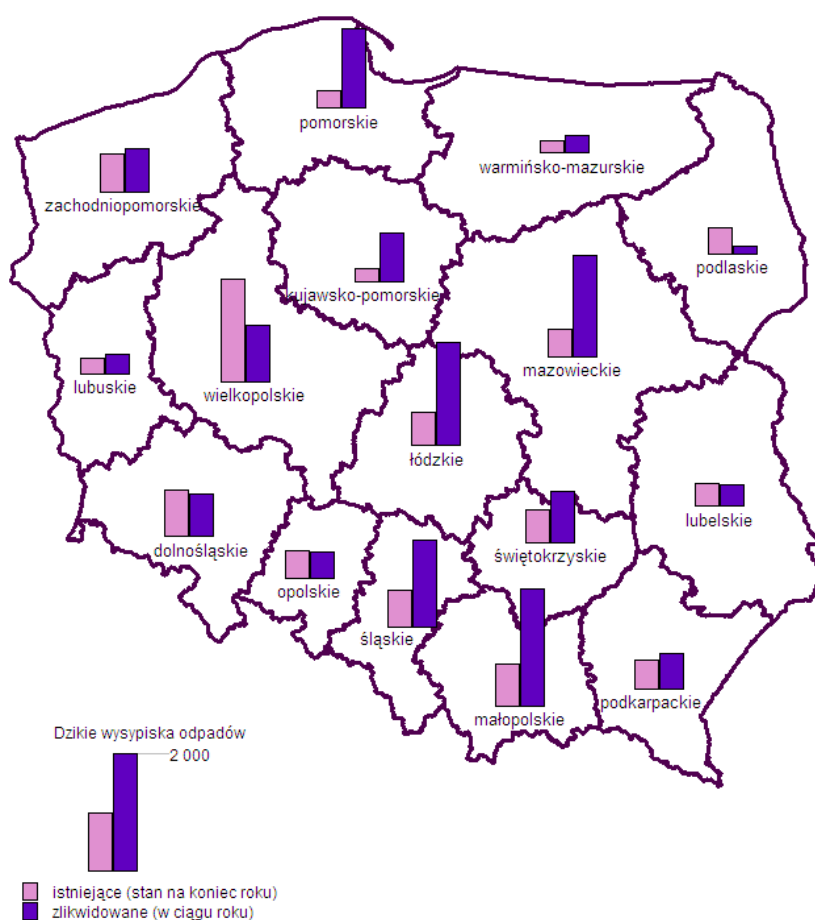 pomorskie
warmińsko-mazurskie
zachodniopomorskie
podlaskie
kujawsko-pomorskie
lubuskie
wielkopolskie
mazowieckie
łódzkie
lubelskie
dolnośląskie
świętokrzyskie
opolskie
śląskie
małopolskie
podkarpackie
Dzikie wysypiska odpadów
2 000
istniejące (stan na koniec roku)
zlikwidowane (w ciągu roku)